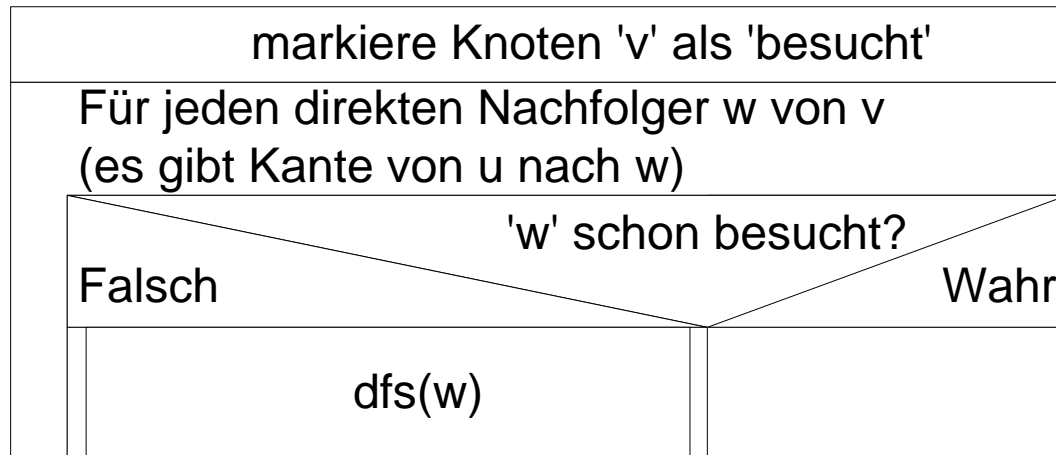 markiere Knoten 'v' als 'besucht'
Für jeden direkten Nachfolger w von v
(es gibt Kante von u nach w)
'w' schon besucht?
Falsch
Wahr
dfs(w)